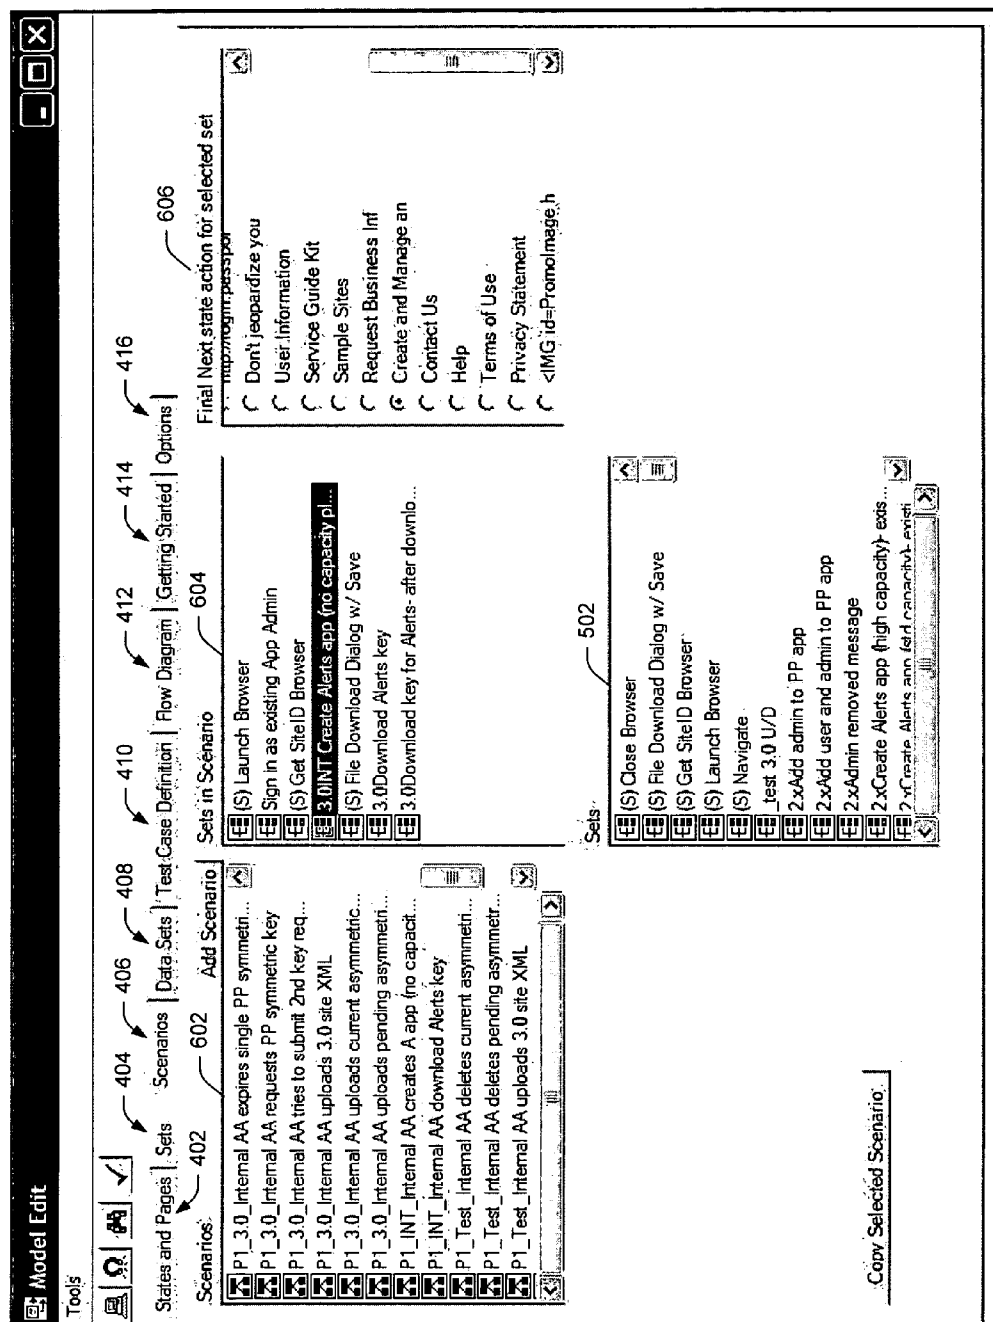 Model Edit
Tools
404
406
408
410
412
414
416
States and Pages
Sets
Scenarios
Data Sets
Test Case Definition
Flow Diagram
Getting Started
Options
402
602
604
606
Scenarios
Add Scenario
P1_3.0_Internal AA expires single PP symmetri...
P1_3.0_Internal AA requests PP symmetric key
P1_3.0_Internal AA tries to submit 2nd key req...
P1_3.0_Internal AA uploads 3.0 site XML
P1_3.0_Internal AA uploads current asymmetric...
P1_3.0_Internal AA uploads pending asymmetri...
P1_INT_Internal AA creates A app (no capacit...
P1_INT_Internal AA download Alerts key
P1_Test_Internal AA deletes current asymmetri...
P1_Test_Internal AA deletes pending asymmetr...
P1_Test_Internal AA uploads 3.0 site XML
Sets in Scenario
(S) Launch Browser
Sign in as existing App Admin
(S) Get SiteID Browser
3.0INT Create Alerts app (no capacity pl...
(S) File Download Dialog w/ Save
3.0Download Alerts key
3.0Download key for Alerts- after downlo...
Final Next state action for selected set
http://login.passpor
Don't jeopardize you
User Information
Service Guide Kit
Sample Sites
Request Business Inf
Create and Manage an
Contact Us
Help
Terms of Use
Privacy Statement
<IMG id=PromoImage h
502
Sets
(S) Close Browser
(S) File Download Dialog w/ Save
(S) Get SiteID Browser
(S) Launch Browser
(S) Navigate
_test 3.0 U/D
2.xAdd admin to PP app
2.xAdd user and admin to PP app
2.xAdmin removed message
2.xCreate Alerts app (high capacity)- exis...
2.xCreate Alerts app (std capacity)- existi
Copy Selected Scenario